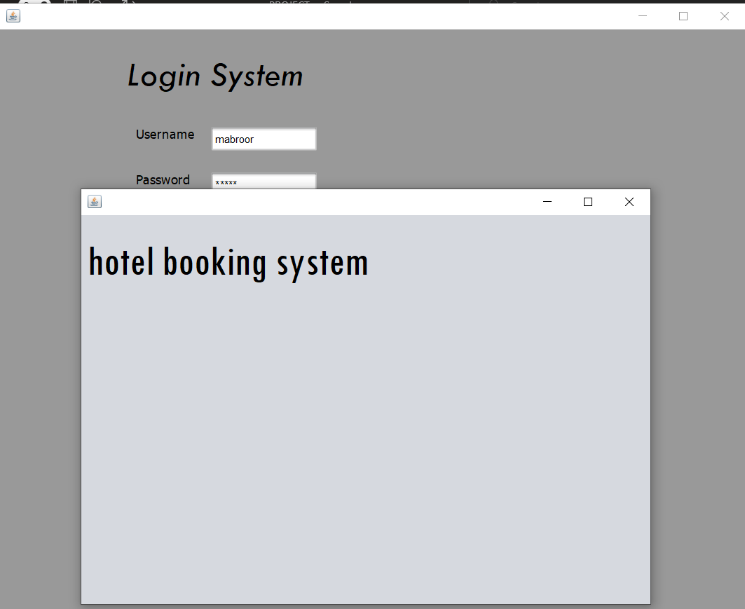 Login System
Username
mabroor
Password
*****
hotel booking system